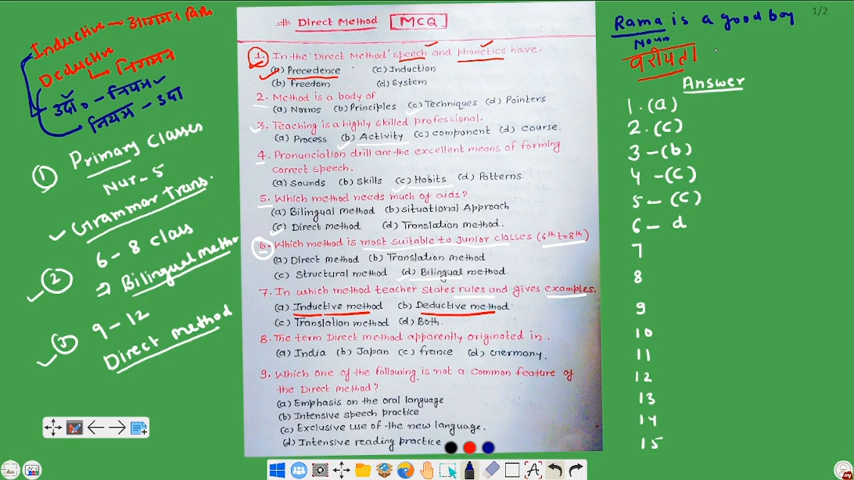 Inductive –
Deductive
निगमन
उदा० – नियम
नियम – उदा
① Primary Classes
Nur - 5
Grammar Trans.
② 6 - 8 class
⇒ Bilingual
③ 9 - 12
Direct method
# Direct Method [MCQ]
1. In the Direct Method' speech and phonetics have.
(a) Precedence (c) Induction
(b) freedom (d) System
2. Method is a body of
(a) Norms (b) Principles (c) Techniques (d) Pointers
3. Teaching is a highly skilled professional.
(a) Process (b) Activity (c) component (d) course.
4. Pronunciation drill are the excellent means of forming
correct speech.
(a) Sounds (b) Skills (c) Habits (d) Patterns.
5. Which method needs much of aids?
(a) Bilingual method (b) situational Approach
(c) Direct method (d) Translation method.
6. Which method is most suitable to Junior classes (6th to 8th)
(a) Direct method (b) Translation method
(c) Structural method (d) Bilingual method.
7. In which method teacher states rules and gives examples.
(a) Inductive method (b) Deductive method
(c) Translation method (d) Both.
8. The term Direct method apparently originated in.
(a) India (b) Japan (c) france (d) Germany.
9. Which one of the following is not a Common feature of
the Direct method?
(a) Emphasis on the oral language
(b) Intensive speech practice
(c) Exclusive use of the new language.
(d) Intensive reading practice
1/2
Rama is a good boy
Noun
वरीयता
Answer
1. (a)
2. (c)
3 – (b)
4 – (c)
5 – (c)
6 – d
7
8
9
10
11
12
13
14
15